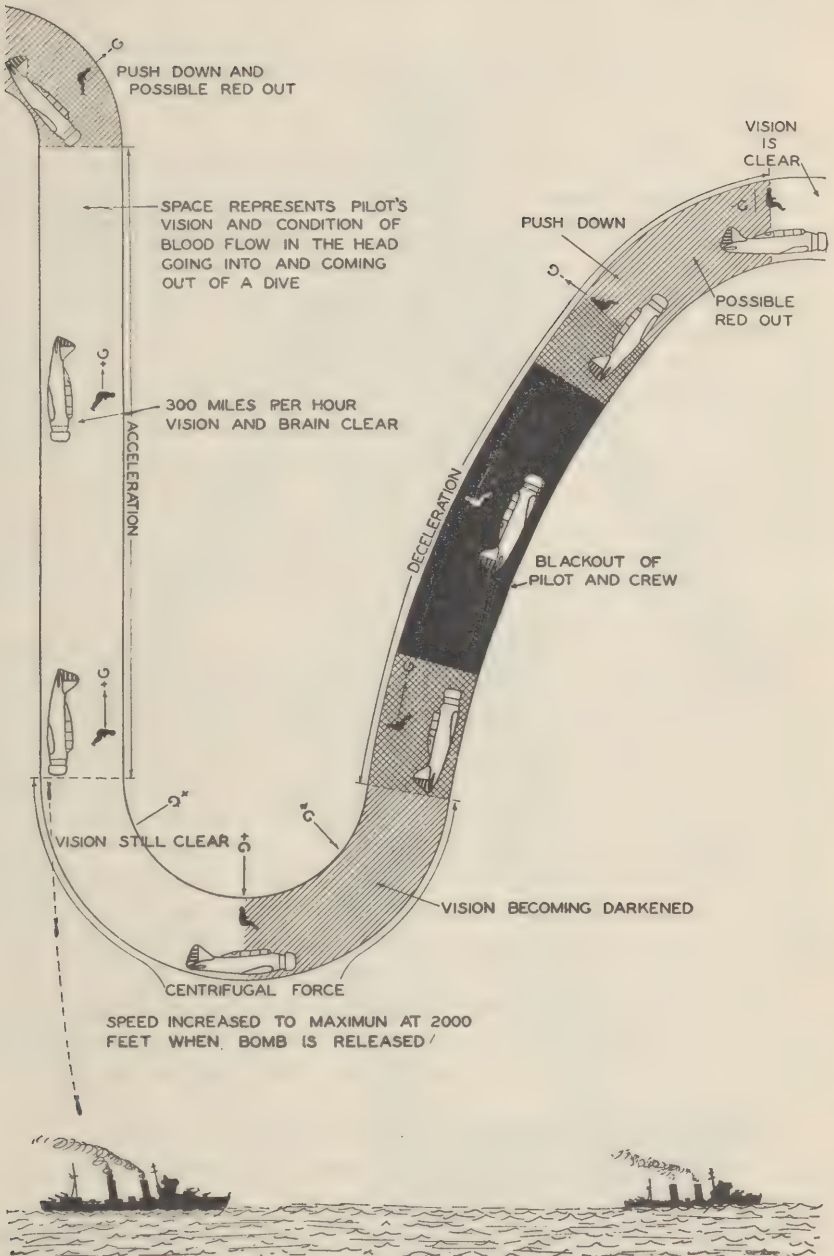 -G
PUSH DOWN AND
POSSIBLE RED OUT
VISION
IS
CLEAR
SPACE REPRESENTS PILOT'S
VISION AND CONDITION OF
BLOOD FLOW IN THE HEAD
GOING INTO AND COMING
OUT OF A DIVE
-G
PUSH DOWN
-G
POSSIBLE
RED OUT
+G
300 MILES PER HOUR
VISION AND BRAIN CLEAR
ACCELERATION
DECELERATION
BLACKOUT OF
PILOT AND CREW
+G
G
+G
+G
VISION STILL CLEAR
+G
VISION BECOMING DARKENED
CENTRIFUGAL FORCE
SPEED INCREASED TO MAXIMUN AT 2000
FEET WHEN BOMB IS RELEASED